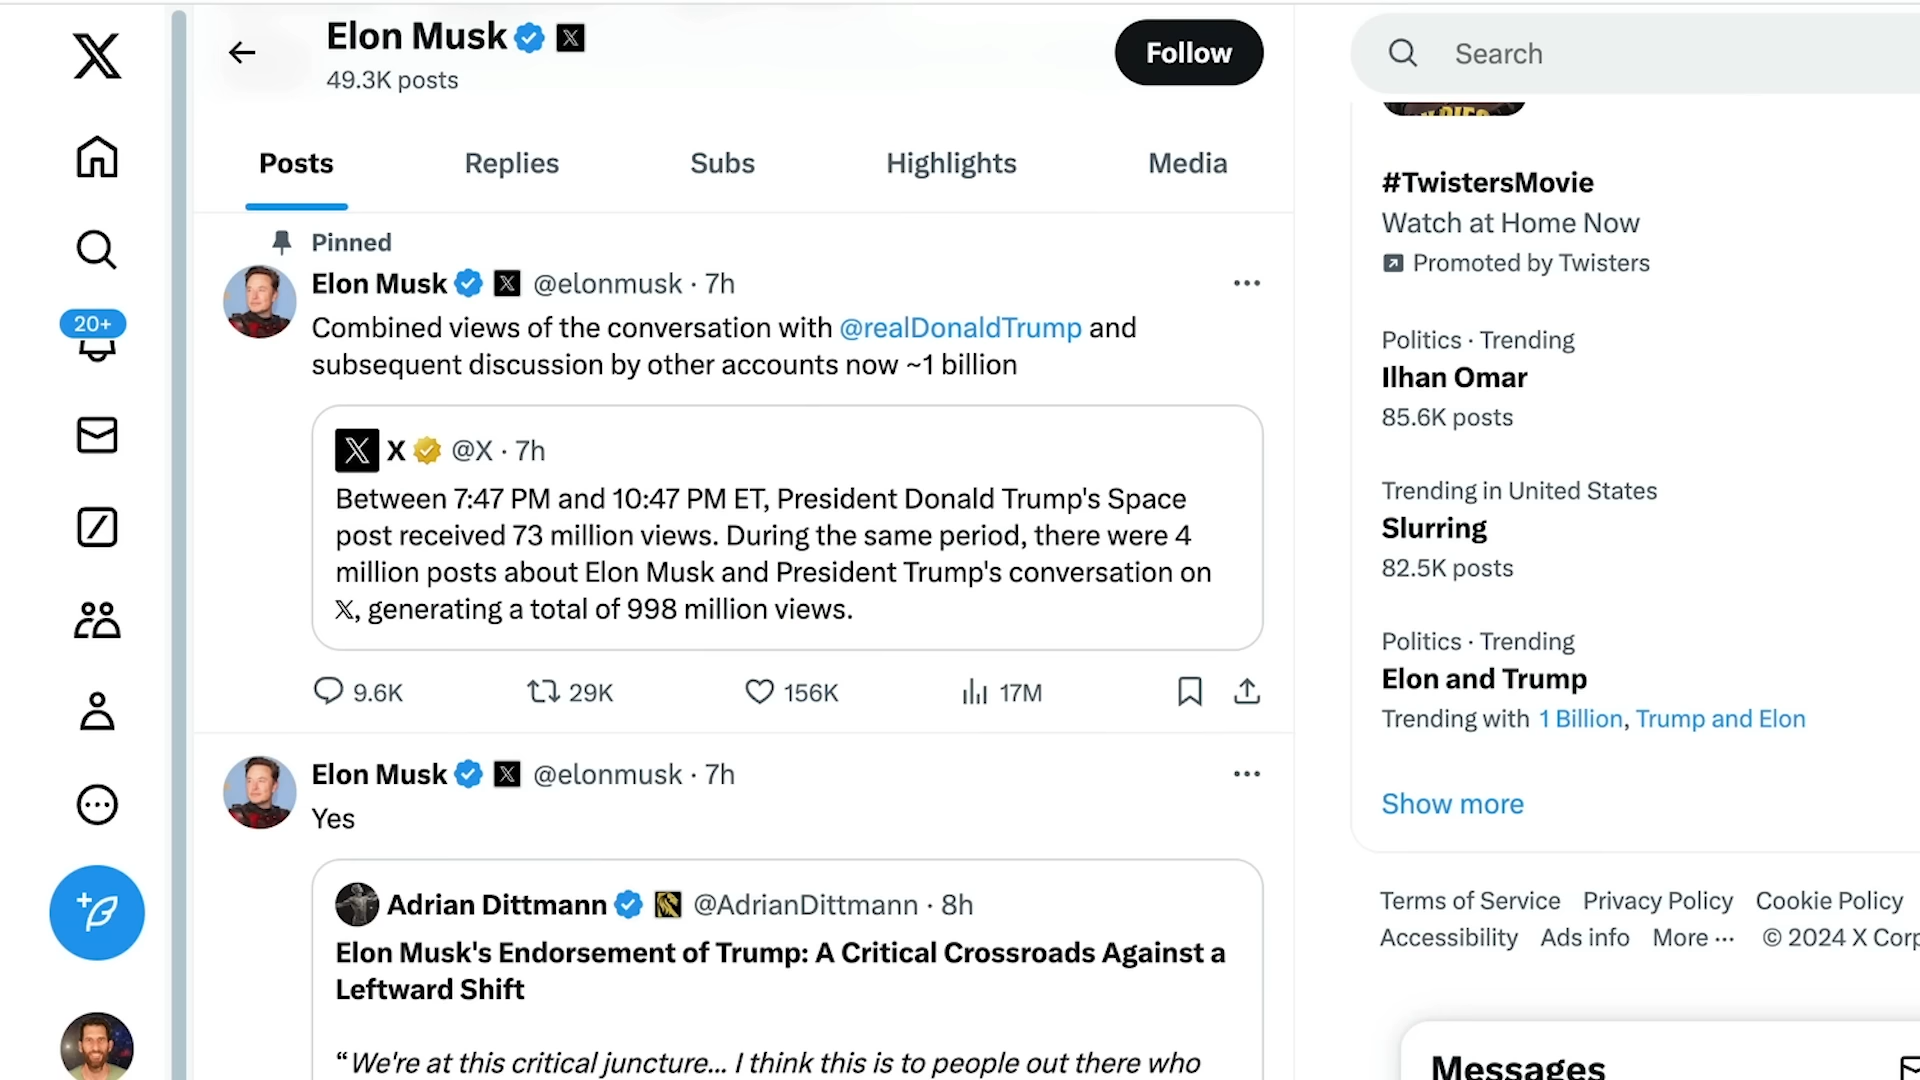 Elon Musk
49.3K posts
Follow
Search
Posts Replies Subs Highlights Media
Pinned
Elon Musk @elonmusk · 7h
Combined views of the conversation with @realDonaldTrump and
subsequent discussion by other accounts now ~1 billion
X @X · 7h
Between 7:47 PM and 10:47 PM ET, President Donald Trump's Space
post received 73 million views. During the same period, there were 4
million posts about Elon Musk and President Trump's conversation on
𝕏, generating a total of 998 million views.
9.6K 29K 156K 17M
Elon Musk @elonmusk · 7h
Yes
Adrian Dittmann @AdrianDittmann · 8h
Elon Musk's Endorsement of Trump: A Critical Crossroads Against a
Leftward Shift
“We're at this critical juncture... I think this is to people out there who
20+
#TwistersMovie
Watch at Home Now
Promoted by Twisters
Politics · Trending
Ilhan Omar
85.6K posts
Trending in United States
Slurring
82.5K posts
Politics · Trending
Elon and Trump
Trending with 1 Billion, Trump and Elon
Show more
Terms of Service Privacy Policy Cookie Policy
Accessibility Ads info More ··· © 2024 X Corp
Messages